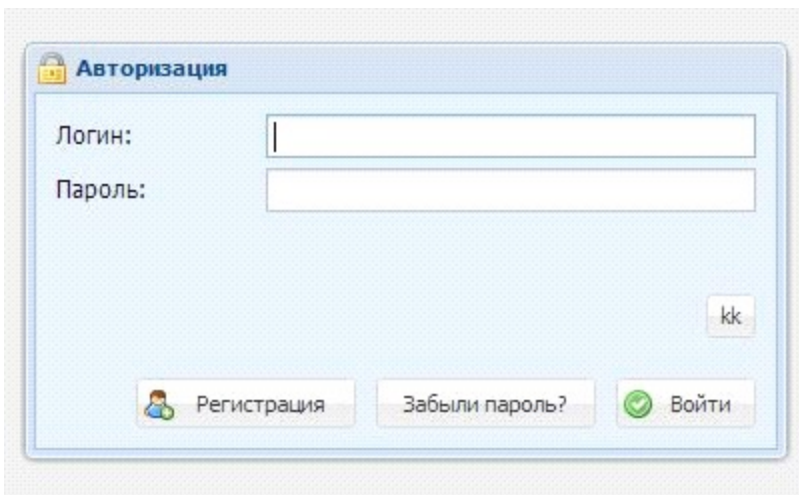 Авторизация
Логин:
Пароль:
kk
Регистрация Забыли пароль? Войти